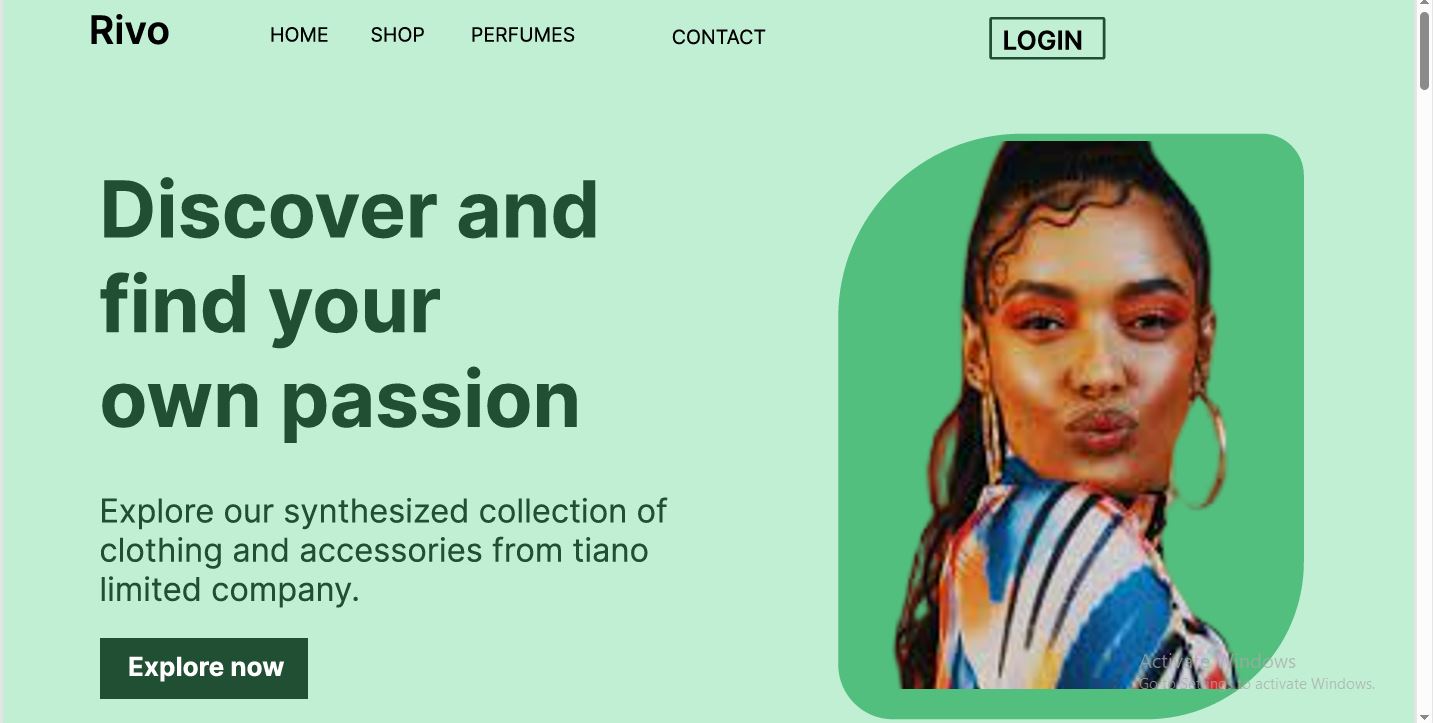 Rivo
HOME
SHOP
PERFUMES
CONTACT
LOGIN
Discover and
find your
own passion
Explore our synthesized collection of
clothing and accessories from tiano
limited company.
Explore now
Activate Windows
Go to Settings to activate Windows.